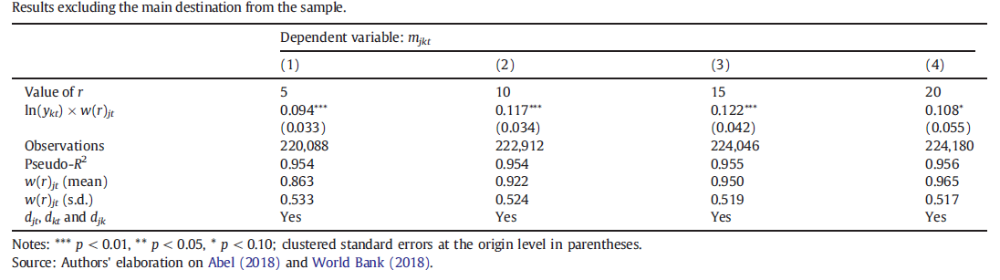 Results excluding the main destination from the sample.
Dependent variable: m_jkt
(1) (2) (3) (4)
Value of r 5 10 15 20
ln(y_kt) × w(r)_jt 0.094*** 0.117*** 0.122*** 0.108*
(0.033) (0.034) (0.042) (0.055)
Observations 220,088 222,912 224,046 224,180
Pseudo-R² 0.954 0.954 0.955 0.956
w(r)_jt (mean) 0.863 0.922 0.950 0.965
w(r)_jt (s.d.) 0.533 0.524 0.519 0.517
d_jt, d_kt and d_jk Yes Yes Yes Yes
Notes: *** p < 0.01, ** p < 0.05, * p < 0.10; clustered standard errors at the origin level in parentheses.
Source: Authors' elaboration on Abel (2018) and World Bank (2018).